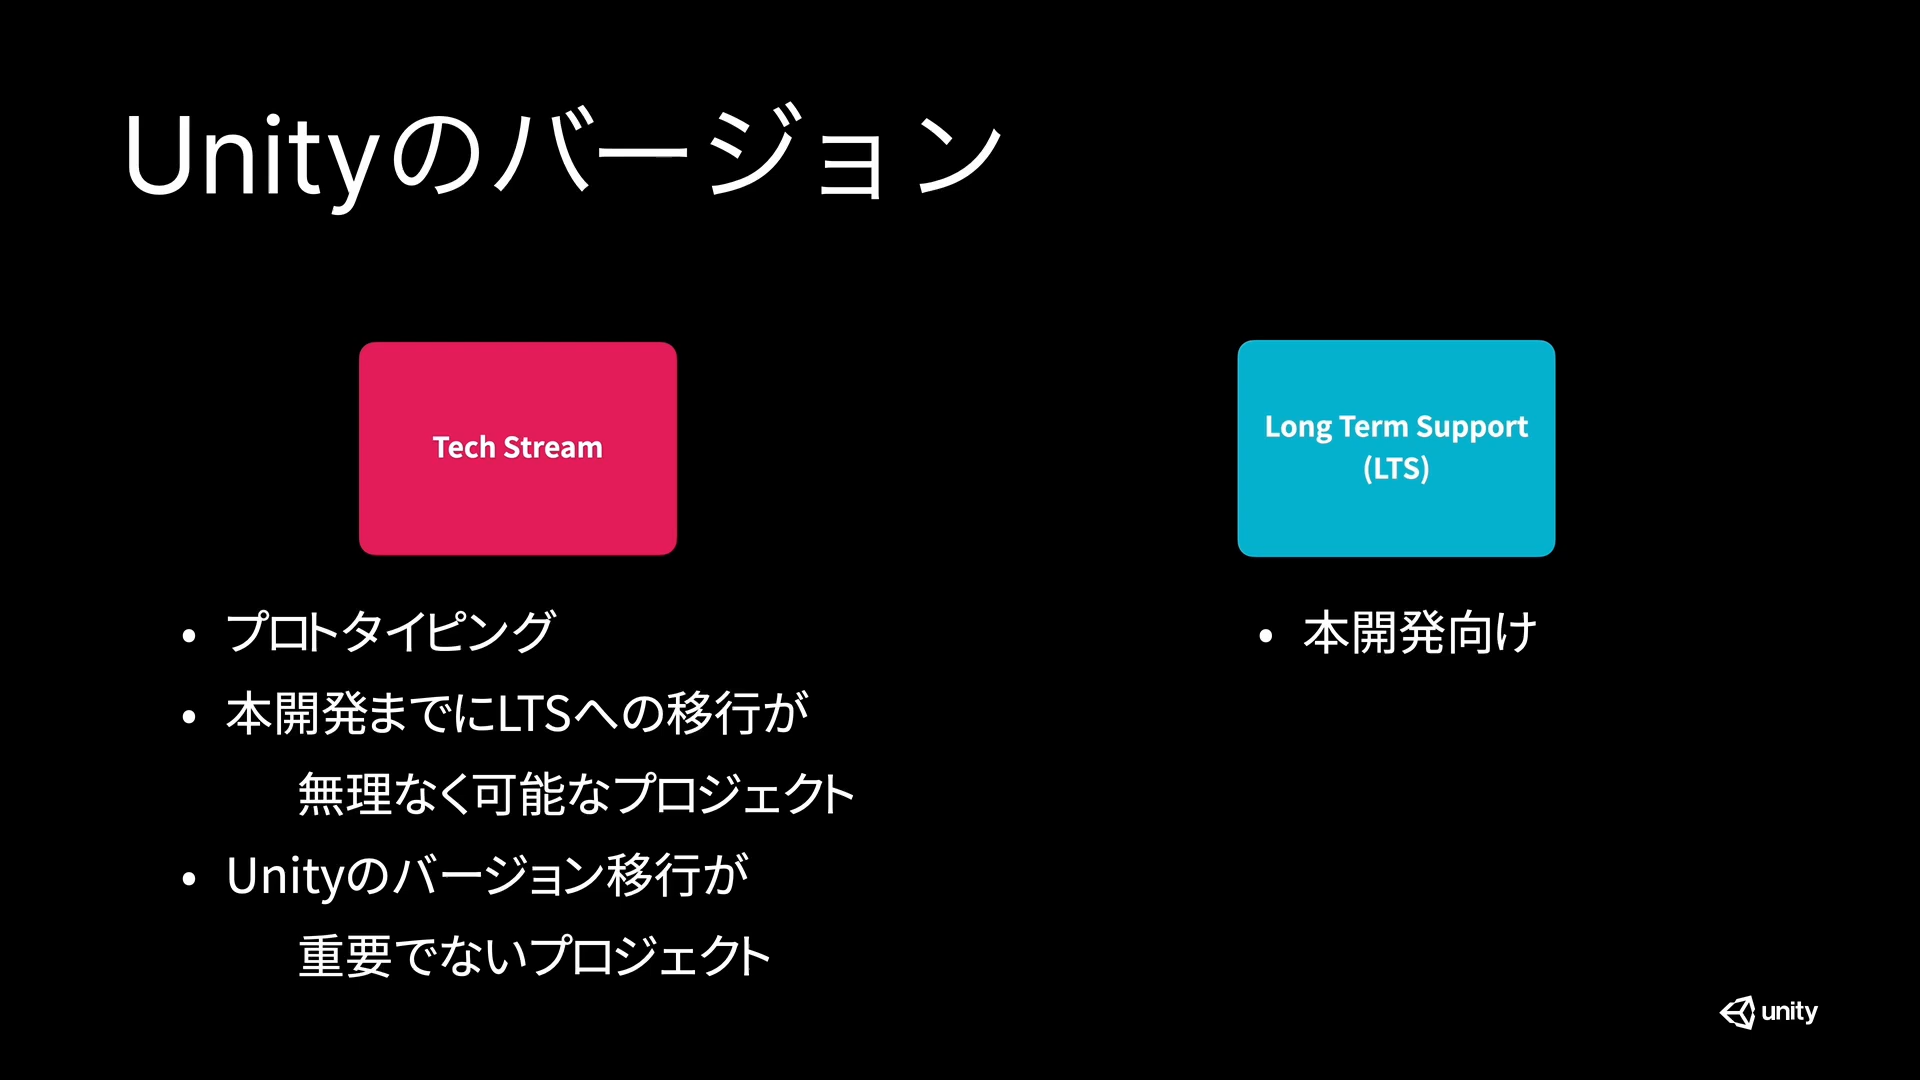 Unityのバージョン
Tech Stream
• プロトタイピング
• 本開発までにLTSへの移行が
無理なく可能なプロジェクト
• Unityのバージョン移行が
重要でないプロジェクト
Long Term Support
(LTS)
• 本開発向け
unity